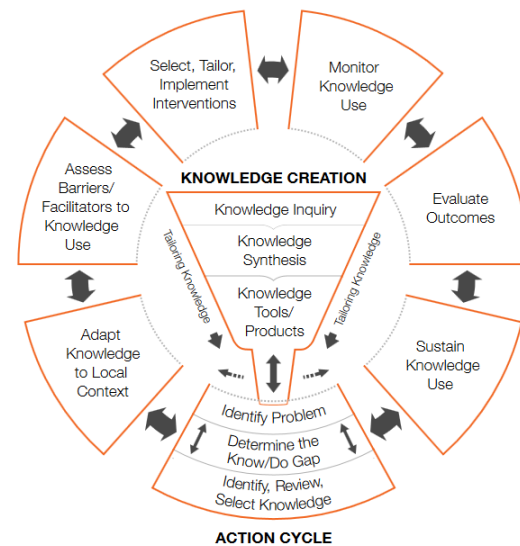 Select, Tailor,
Implement
Interventions
Monitor
Knowledge
Use
Assess
Barriers/
Facilitators to
Knowledge
Use
KNOWLEDGE CREATION
Knowledge Inquiry
Knowledge
Synthesis
Knowledge
Tools/
Products
Tailoring Knowledge
Tailoring Knowledge
Evaluate
Outcomes
Adapt
Knowledge
to Local
Context
Sustain
Knowledge
Use
Identify Problem
Determine the
Know/Do Gap
Identify, Review,
Select Knowledge
ACTION CYCLE